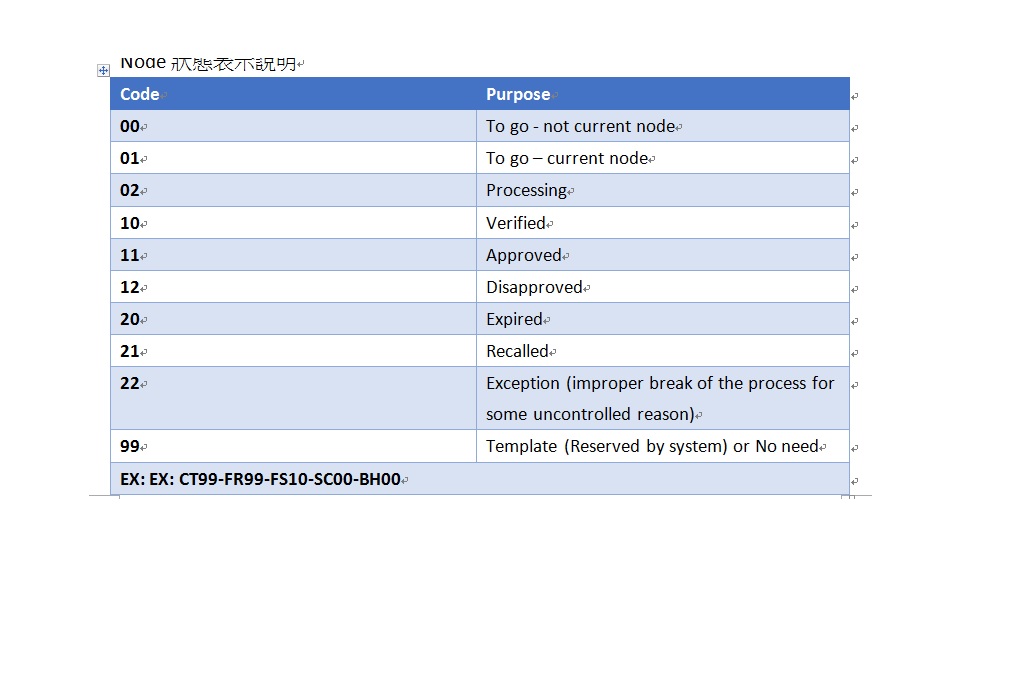 Node 狀態表示說明
Code Purpose
00 To go - not current node
01 To go – current node
02 Processing
10 Verified
11 Approved
12 Disapproved
20 Expired
21 Recalled
22 Exception (improper break of the process for
some uncontrolled reason)
99 Template (Reserved by system) or No need
EX: EX: CT99-FR99-FS10-SC00-BH00